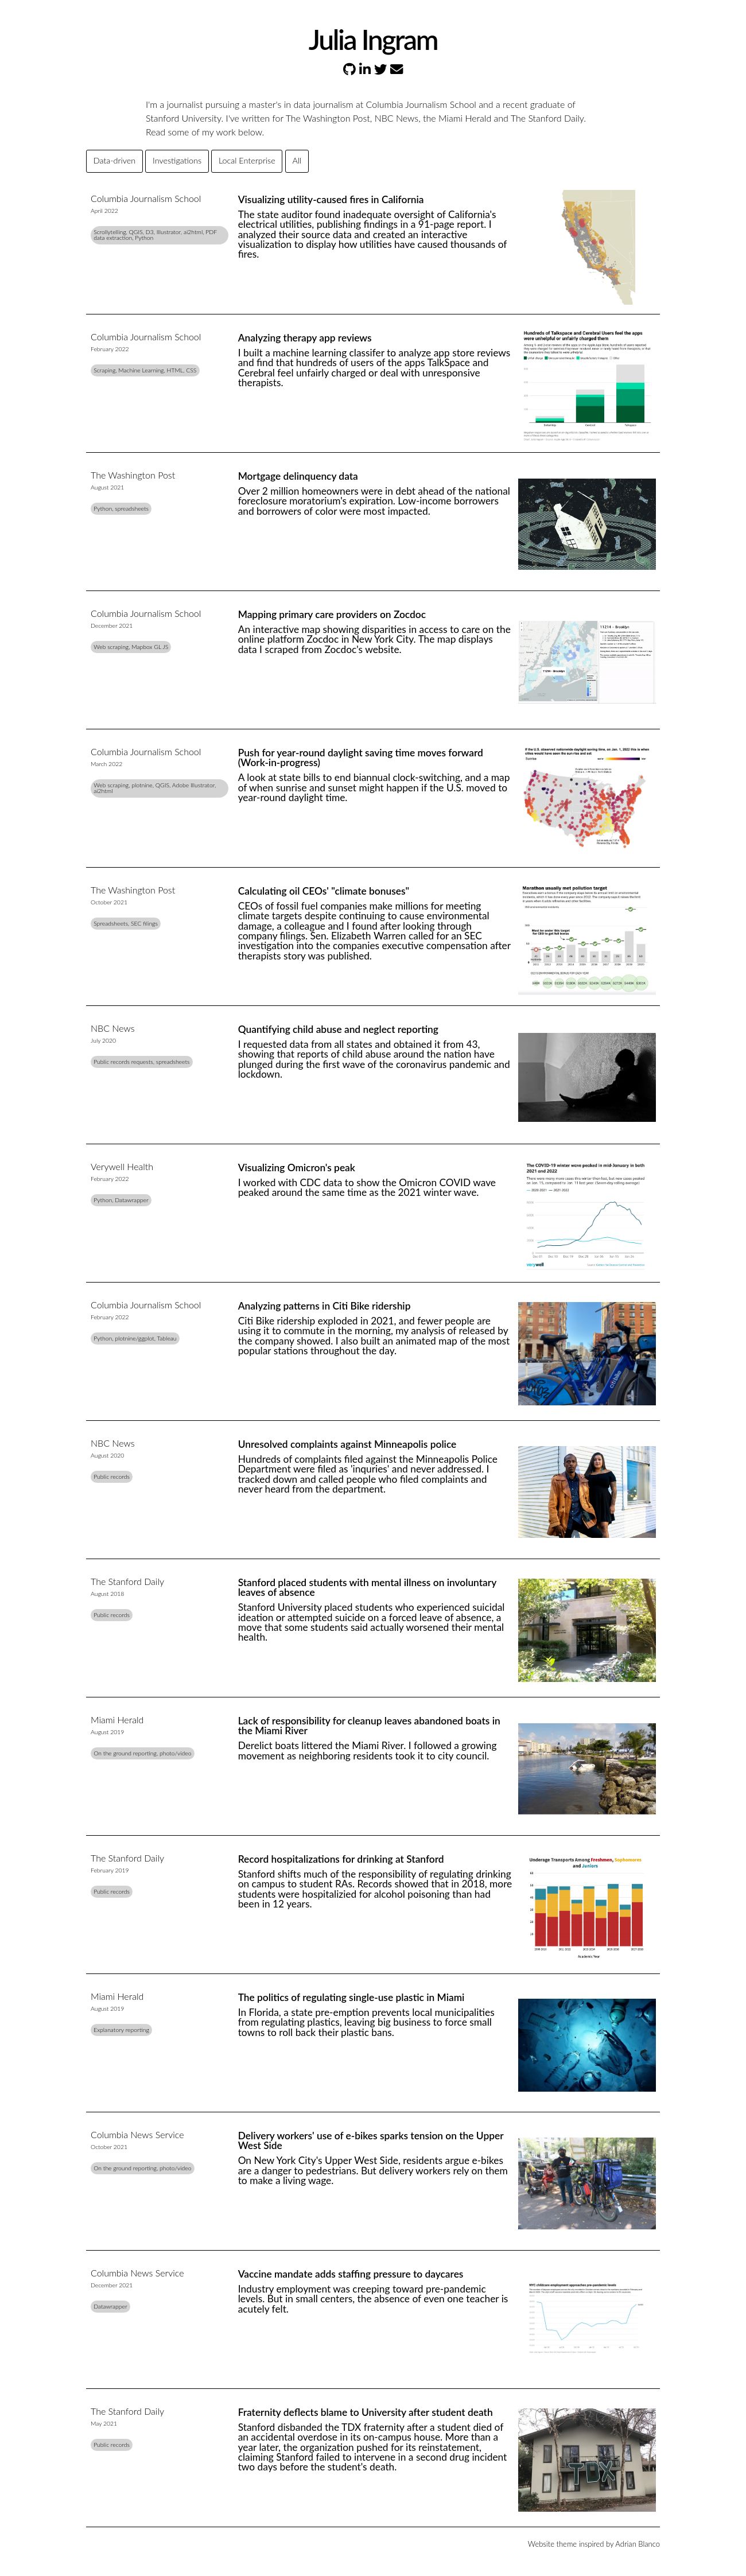 Julia Ingram
I'm a journalist pursuing a master's in data journalism at Columbia Journalism School and a recent graduate of
Stanford University. I've written for The Washington Post, NBC News, the Miami Herald and The Stanford Daily.
Read some of my work below.
Data-driven
Investigations
Local Enterprise
All
Columbia Journalism School
April 2022
Scrollytelling, QGIS, D3, Illustrator, ai2html, PDF
data extraction, Python
Visualizing utility-caused fires in California
The state auditor found inadequate oversight of California's
electrical utilities, publishing findings in a 91-page report. I
analyzed their source data and created an interactive
visualization to display how utilities have caused thousands of
fires.
Columbia Journalism School
February 2022
Scraping, Machine Learning, HTML, CSS
Analyzing therapy app reviews
I built a machine learning classifer to analyze app store reviews
and find that hundreds of users of the apps TalkSpace and
Cerebral feel unfairly charged or deal with unresponsive
therapists.
Hundreds of Talkspace and Cerebral Users feel the apps
were unhelpful or unfairly charged them
The Washington Post
August 2021
Python, spreadsheets
Mortgage delinquency data
Over 2 million homeowners were in debt ahead of the national
foreclosure moratorium's expiration. Low-income borrowers
and borrowers of color were most impacted.
Columbia Journalism School
December 2021
Web scraping, Mapbox GL JS
Mapping primary care providers on Zocdoc
An interactive map showing disparities in access to care on the
online platform Zocdoc in New York City. The map displays
data I scraped from Zocdoc's website.
Columbia Journalism School
March 2022
Web scraping, plotnine, QGIS, Adobe Illustrator,
ai2html
Push for year-round daylight saving time moves forward
(Work-in-progress)
A look at state bills to end biannual clock-switching, and a map
of when sunrise and sunset might happen if the U.S. moved to
year-round daylight time.
If the U.S. observed nationwide daylight saving time, on Jan. 1, 2022 this is when
cities would have seen the sun rise and set
Sunrise
The Washington Post
October 2021
Spreadsheets, SEC filings
Calculating oil CEOs' "climate bonuses"
CEOs of fossil fuel companies make millions for meeting
climate targets despite continuing to cause environmental
damage, a colleague and I found after looking through
company filings. Sen. Elizabeth Warren called for an SEC
investigation into the companies executive compensation after
therapists story was published.
Marathon usually met pollution target
NBC News
July 2020
Public records requests, spreadsheets
Quantifying child abuse and neglect reporting
I requested data from all states and obtained it from 43,
showing that reports of child abuse around the nation have
plunged during the first wave of the coronavirus pandemic and
lockdown.
Verywell Health
February 2022
Python, Datawrapper
Visualizing Omicron's peak
I worked with CDC data to show the Omicron COVID wave
peaked around the same time as the 2021 winter wave.
The COVID-19 winter wave peaked in mid-January in both
2021 and 2022
verywell
Columbia Journalism School
February 2022
Python, plotnine/ggplot, Tableau
Analyzing patterns in Citi Bike ridership
Citi Bike ridership exploded in 2021, and fewer people are
using it to commute in the morning, my analysis of released by
the company showed. I also built an animated map of the most
popular stations throughout the day.
NBC News
August 2020
Public records
Unresolved complaints against Minneapolis police
Hundreds of complaints filed against the Minneapolis Police
Department were filed as 'inquries' and never addressed. I
tracked down and called people who filed complaints and
never heard from the department.
The Stanford Daily
August 2018
Public records
Stanford placed students with mental illness on involuntary
leaves of absence
Stanford University placed students who experienced suicidal
ideation or attempted suicide on a forced leave of absence, a
move that some students said actually worsened their mental
health.
Miami Herald
August 2019
On the ground reporting, photo/video
Lack of responsibility for cleanup leaves abandoned boats in
the Miami River
Derelict boats littered the Miami River. I followed a growing
movement as neighboring residents took it to city council.
The Stanford Daily
February 2019
Public records
Record hospitalizations for drinking at Stanford
Stanford shifts much of the responsibility of regulating drinking
on campus to student RAs. Records showed that in 2018, more
students were hospitalizied for alcohol poisoning than had
been in 12 years.
Underage Transports Among Freshmen, Sophomores
and Juniors
Academic Year
Miami Herald
August 2019
Explanatory reporting
The politics of regulating single-use plastic in Miami
In Florida, a state pre-emption prevents local municipalities
from regulating plastics, leaving big business to force small
towns to roll back their plastic bans.
Columbia News Service
October 2021
On the ground reporting, photo/video
Delivery workers' use of e-bikes sparks tension on the Upper
West Side
On New York City's Upper West Side, residents argue e-bikes
are a danger to pedestrians. But delivery workers rely on them
to make a living wage.
Columbia News Service
December 2021
Datawrapper
Vaccine mandate adds staffing pressure to daycares
Industry employment was creeping toward pre-pandemic
levels. But in small centers, the absence of even one teacher is
acutely felt.
NYC childcare employment approaches pre-pandemic levels
The Stanford Daily
May 2021
Public records
Fraternity deflects blame to University after student death
Stanford disbanded the TDX fraternity after a student died of
an accidental overdose in its on-campus house. More than a
year later, the organization pushed for its reinstatement,
claiming Stanford failed to intervene in a second drug incident
two days before the student's death.
TDX
Website theme inspired by Adrian Blanco